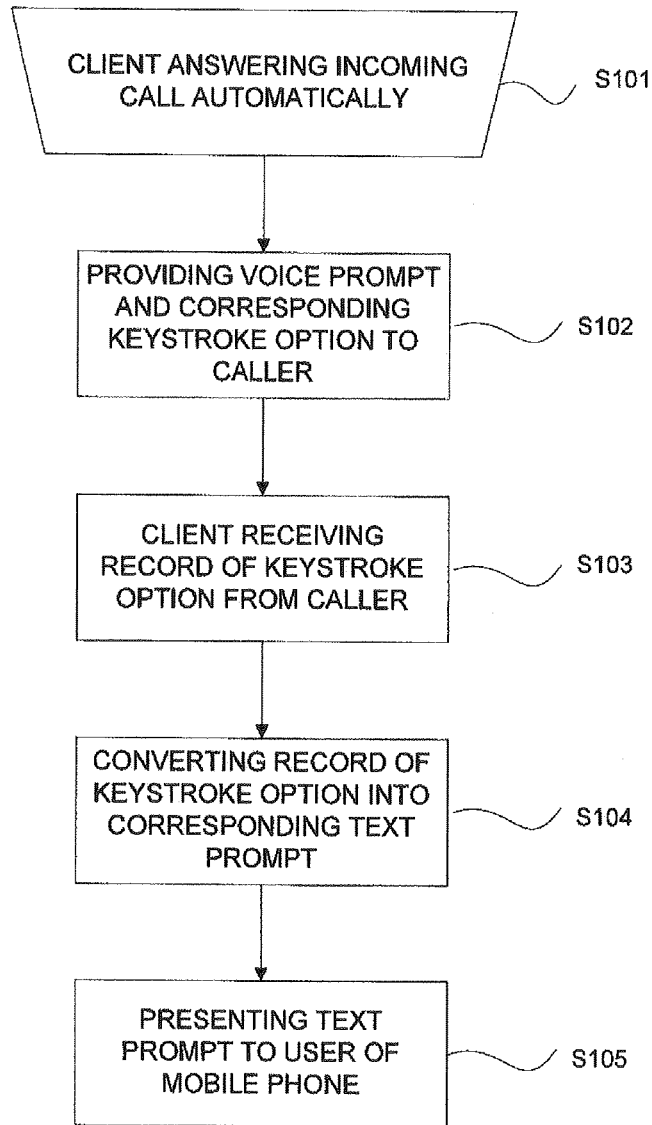 CLIENT ANSWERING INCOMING
CALL AUTOMATICALLY
S101
PROVIDING VOICE PROMPT
AND CORRESPONDING
KEYSTROKE OPTION TO
CALLER
S102
CLIENT RECEIVING
RECORD OF KEYSTROKE
OPTION FROM CALLER
S103
CONVERTING RECORD OF
KEYSTROKE OPTION INTO
CORRESPONDING TEXT
PROMPT
S104
PRESENTING TEXT
PROMPT TO USER OF
MOBILE PHONE
S105